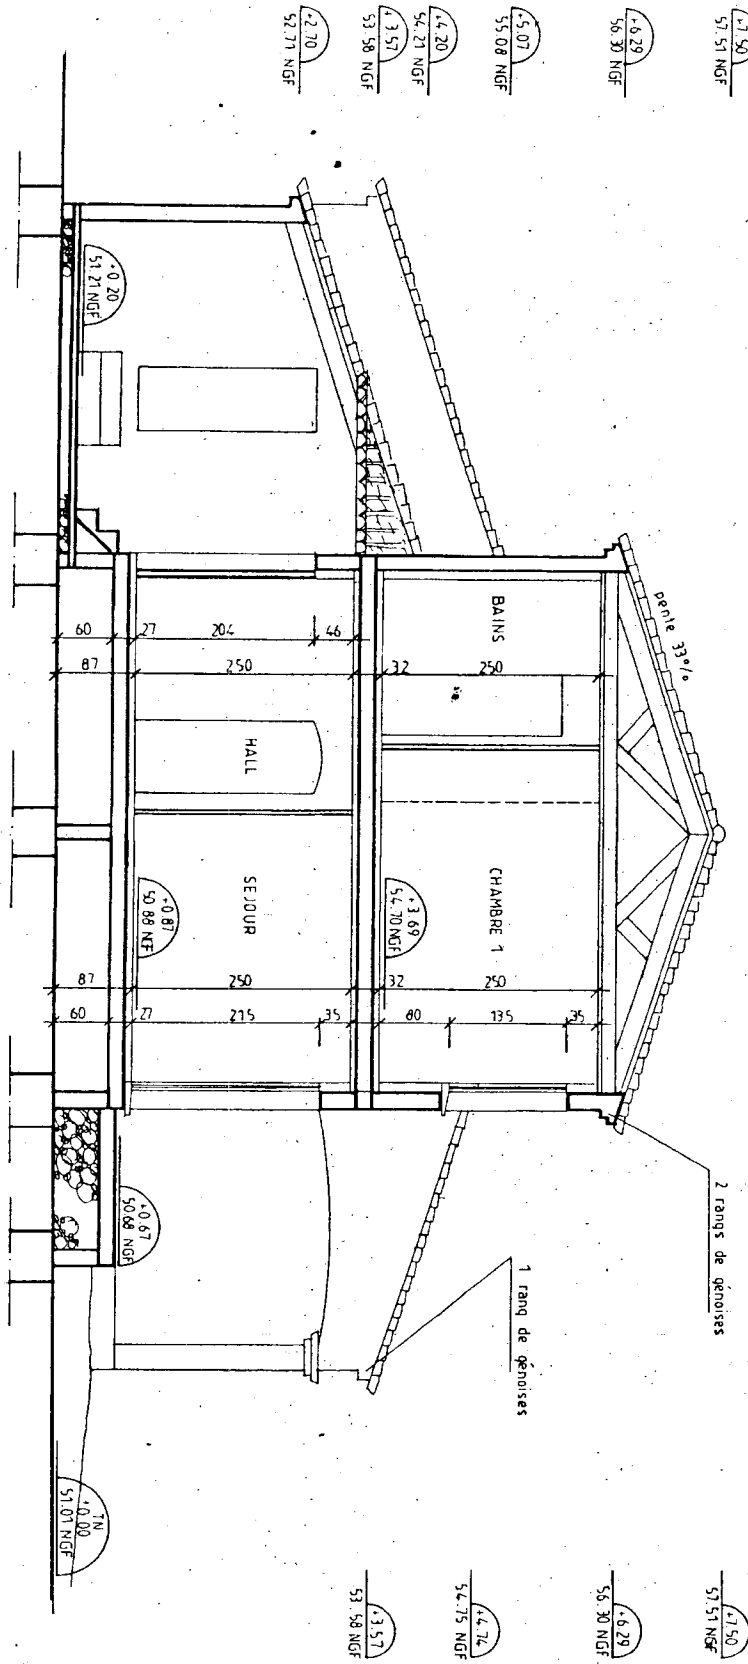 +7.50
57.51 NGF
+6.29
56.30 NGF
+5.07
55.08 NGF
+4.20
54.21 NGF
+3.57
53.58 NGF
+2.70
52.71 NGF
+0.20
51.21 NGF
pente 33%
BAINS
60
27
204
46
87
250
32
250
HALL
SEJOUR
CHAMBRE 1
+0.87
50.88 NGF
+3.69
54.70 NGF
87
250
32
250
60
27
215
35
80
135
35
+0.67
50.68 NGF
2 rangs de génoises
1 rang de génoises
TN
+0.00
51.01 NGF
+7.50
57.51 NGF
+6.29
56.30 NGF
+4.74
54.75 NGF
+3.57
53.58 NGF